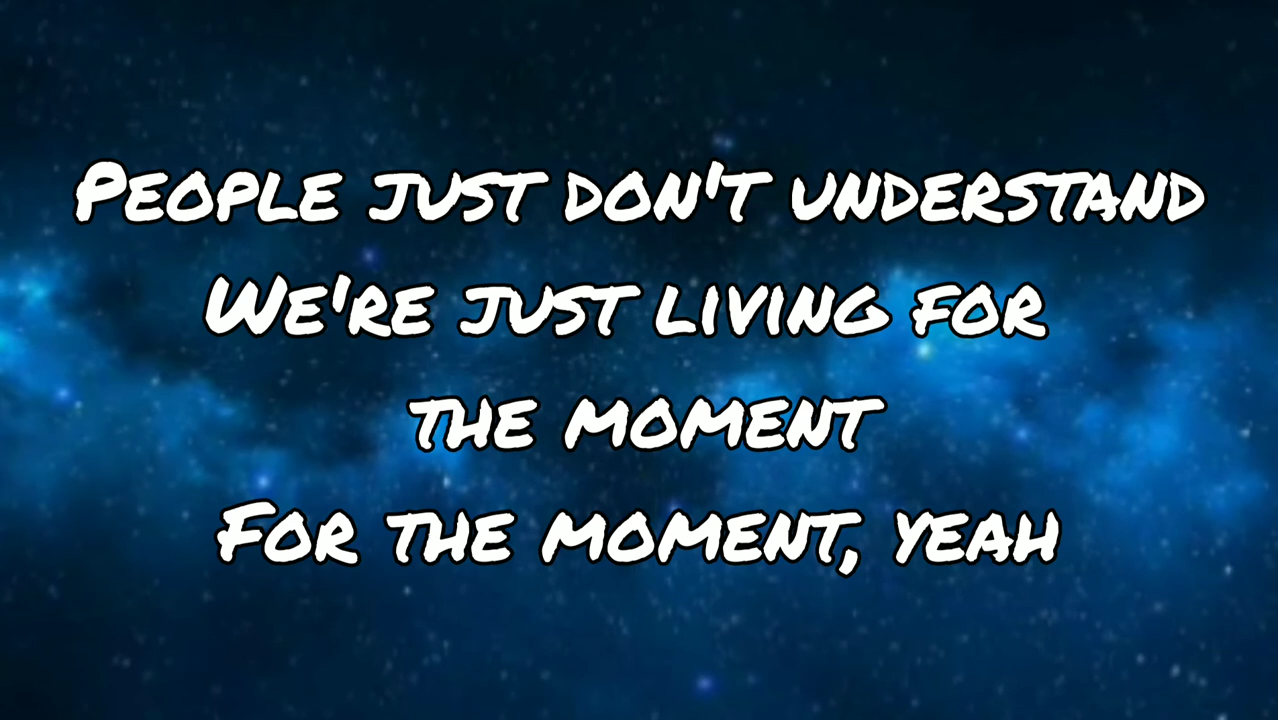 People just don't understand
We're just living for
the moment
For the moment, yeah